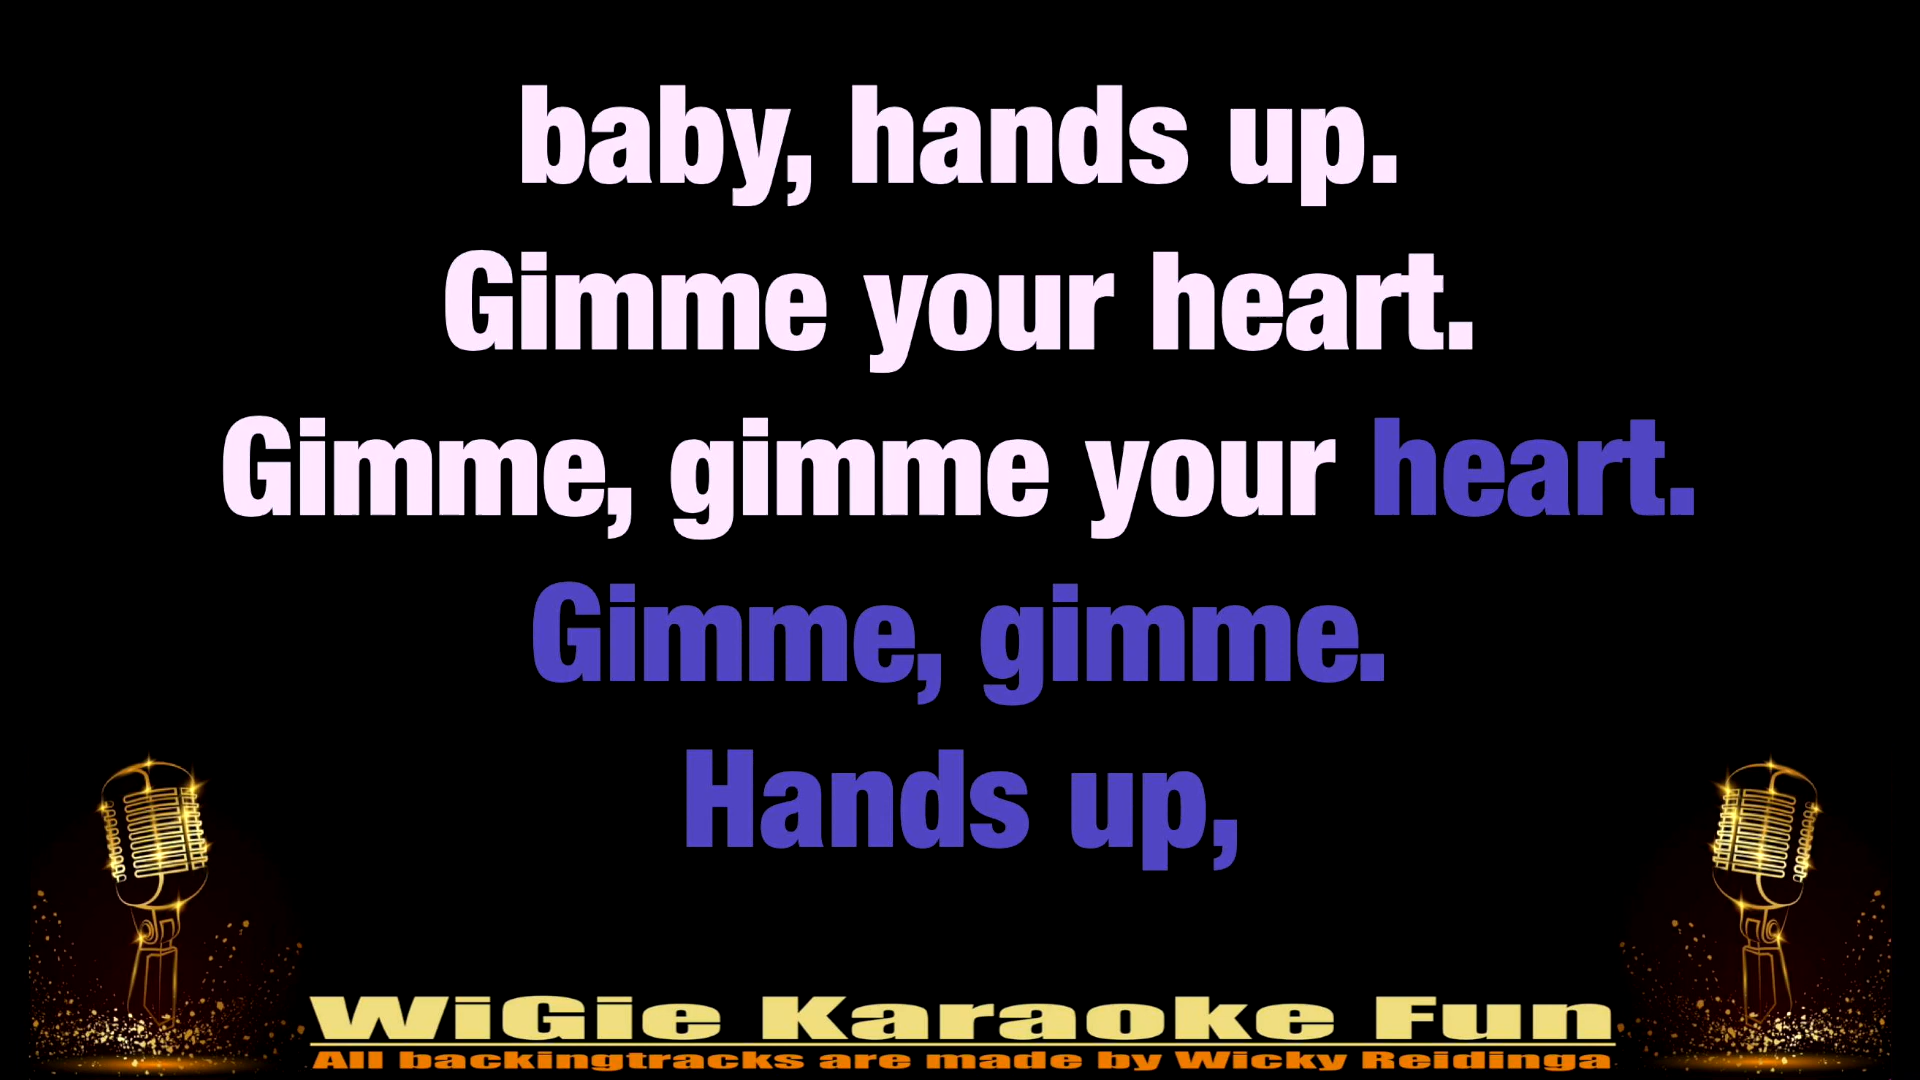 baby, hands up.
Gimme your heart.
Gimme, gimme your heart.
Gimme, gimme.
Hands up,
WiGie Karaoke Fun
All backingtracks are made by Wicky Reidinga